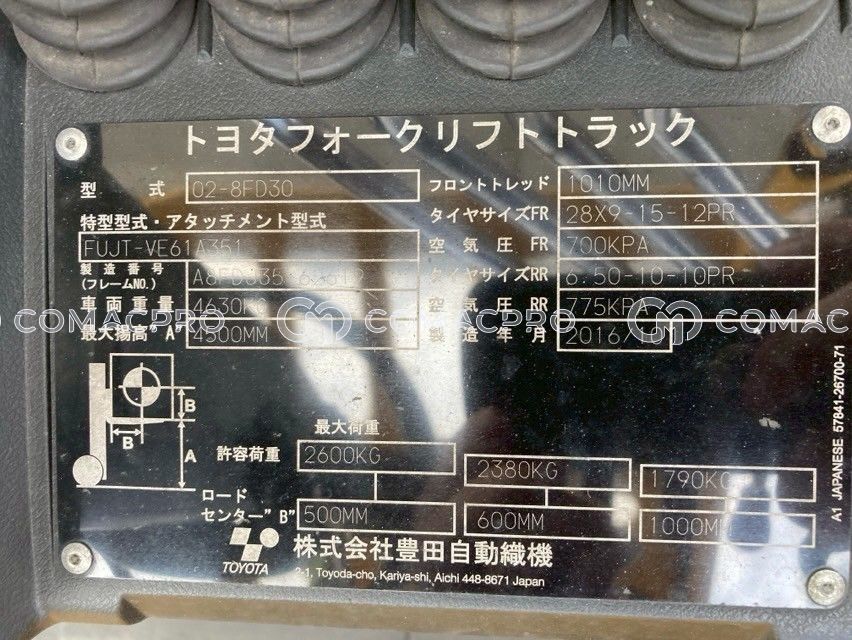 トヨタフォークリフトトラック
型式 02-8FD30
フロントトレッド 1010MM
特型型式・アタッチメント型式
タイヤサイズFR 28X9-15-12PR
FUJT-VE61A351
空気圧FR 700KPA
製造番号
(フレームNO.)
タイヤサイズRR 6.50-10-10PR
車両重量 4630KG
空気圧RR 775KPA
最大揚高"A" 4500MM
製造年月
COMACPRO
COMACPRO
COMAC
B
B
A
最大荷重
許容荷重 2600KG 2380KG 1790KG
ロード
センター"B" 500MM 600MM 1000MM
TOYOTA
株式会社豊田自動織機
2-1, Toyoda-cho, Kariya-shi, Aichi 448-8671 Japan
A1 JAPANESE 57841-26700-71